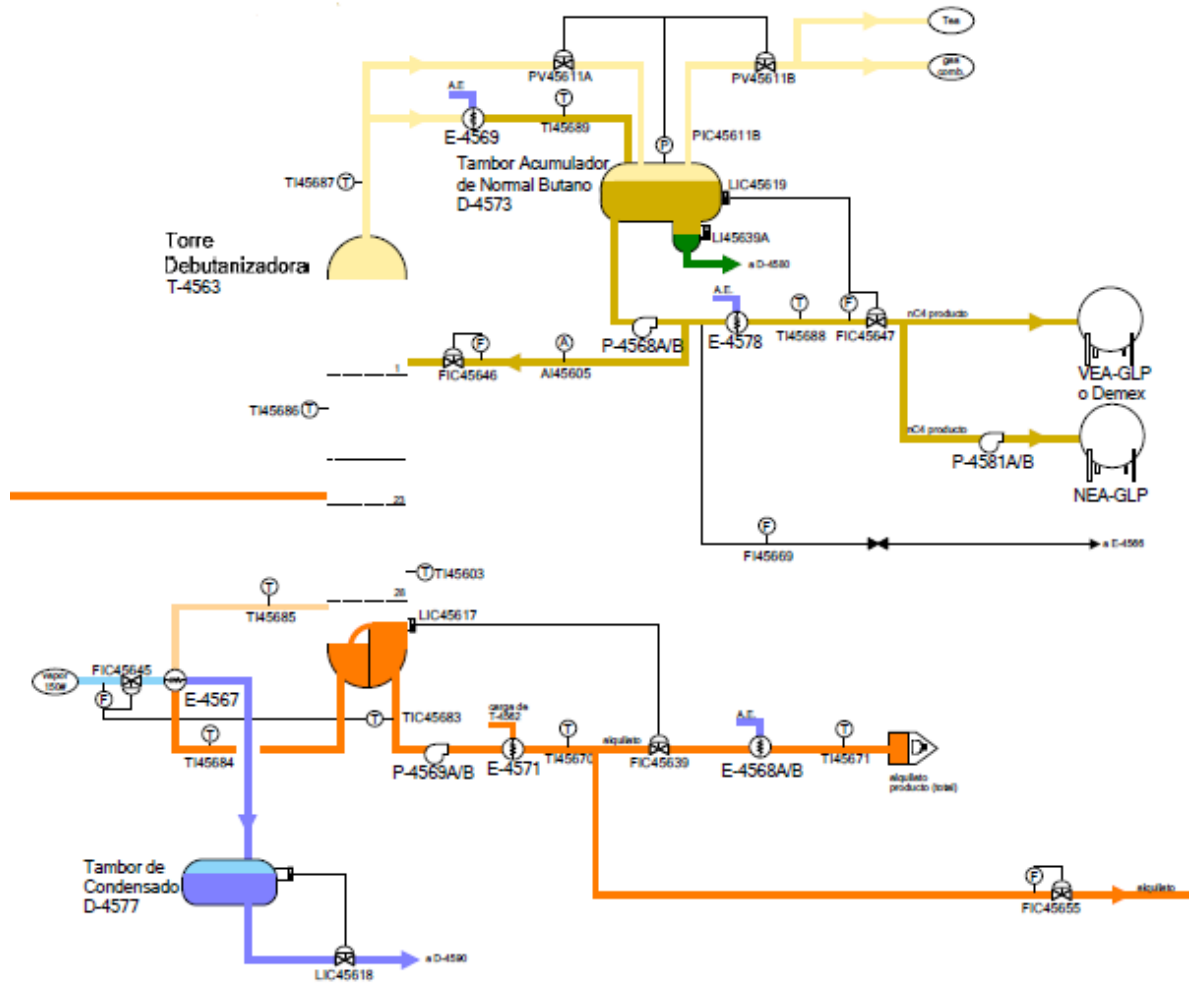 Tea
PV45611A
PV45611B
gas
comb.
A.E.
E-4569
TI45689
PIC45611B
P
Tambor Acumulador
de Normal Butano
D-4573
TI45687
T
T
LIC45619
LI45639A
a D-4580
Torre
Debutanizadora
T-4563
A.E.
T
F
nC4 producto
P-4568A/B
E-4578
TI45688
FIC45647
F
A
1
FIC45646
AI45605
VEA-GLP
o Demex
TI45686
T
nC4 producto
P-4581A/B
NEA-GLP
23
F
FI45669
T
TI45603
28
T
TI45685
LIC45617
FIC45645
vapor
150#
F
E-4567
T
TIC45683
carga de
T-4562
T
TI45684
P-4569A/B
E-4571
T
TI45670
alquilato
FIC45639
A.E.
E-4568A/B
T
TI45671
alquilato
producto (total)
Tambor de
Condensado
D-4577
F
FIC45655
alquilato
LIC45618
a D-4590